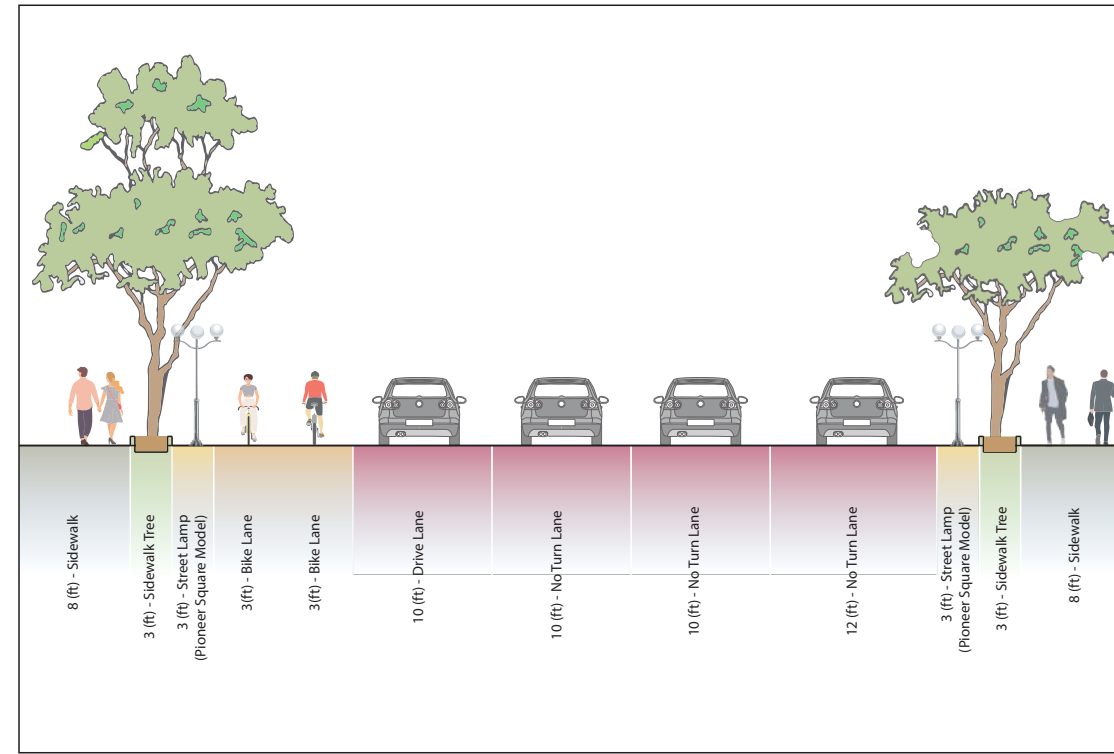 8 (ft) - Sidewalk
3 (ft) - Sidewalk Tree
3 (ft) - Street Lamp
(Pioneer Square Model)
3(ft) - Bike Lane
3(ft) - Bike Lane
10 (ft) - Drive Lane
10 (ft) - No Turn Lane
10 (ft) - No Turn Lane
12 (ft) - No Turn Lane
3 (ft) - Street Lamp
(Pioneer Square Model)
3 (ft) - Sidewalk Tree
8 (ft) - Sidewalk